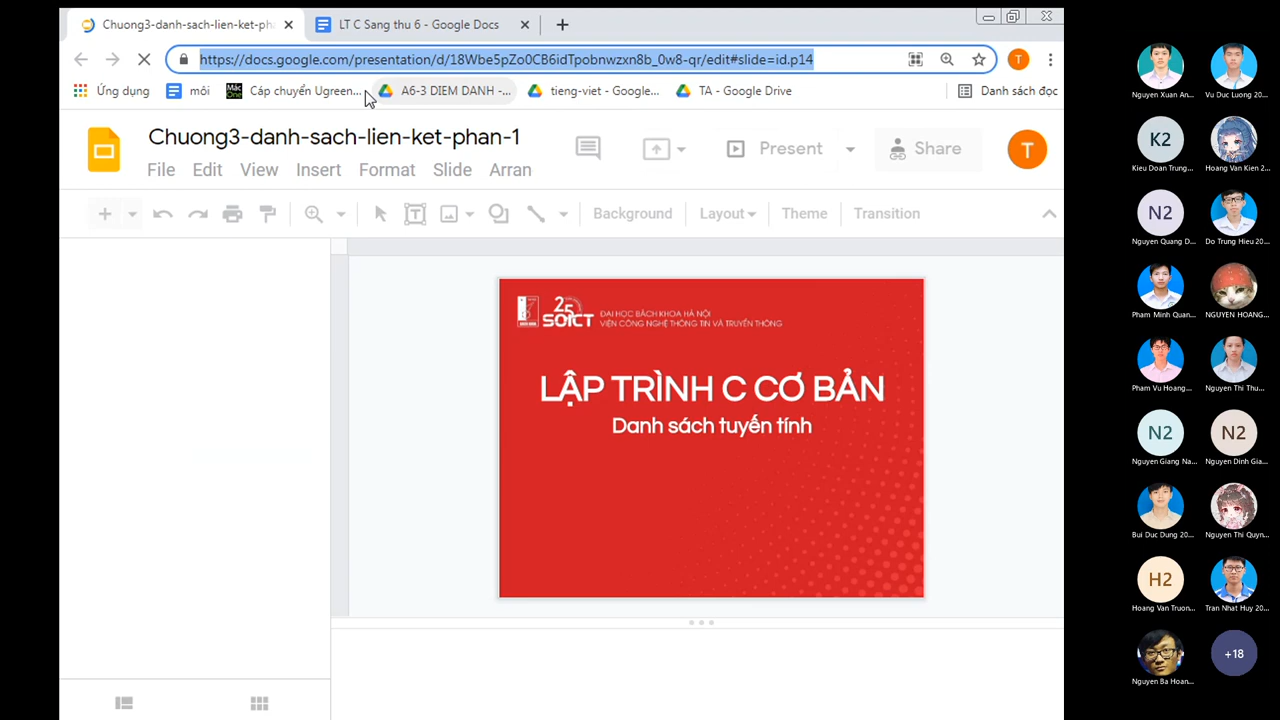 Chuong3-danh-sach-lien-ket-pha
LT C Sang thu 6 - Google Docs
https://docs.google.com/presentation/d/18Wbe5pZo0CB6idTpobnwzxn8b_0w8-qr/edit#slide=id.p14
T
Ứng dụng
môi
Cáp chuyển Ugreen...
A6-3 DIEM DANH -...
tieng-viet - Google...
TA - Google Drive
Danh sách đọc
Chuong3-danh-sach-lien-ket-phan-1
Present
Share
T
File
Edit
View
Insert
Format
Slide
Arran
Background
Layout
Theme
Transition
25
SOICT
ĐẠI HỌC BÁCH KHOA HÀ NỘI
VIỆN CÔNG NGHỆ THÔNG TIN VÀ TRUYỀN THÔNG
LẬP TRÌNH C CƠ BẢN
Danh sách tuyến tính
Nguyen Xuan An...
Vu Duc Luong 20...
K2
Kieu Doan Trung...
Hoang Van Kien 2...
N2
Nguyen Quang D...
Do Trung Hieu 20...
Pham Minh Quan...
NGUYEN HOANG...
Pham Vu Hoang...
Nguyen Thi Thu...
N2
Nguyen Giang Na...
N2
Nguyen Dinh Gia...
Bui Duc Dung 20...
Nguyen Thi Quyn...
H2
Hoang Van Truon...
Tran Nhat Huy 20...
Nguyen Ba Hoan...
+18